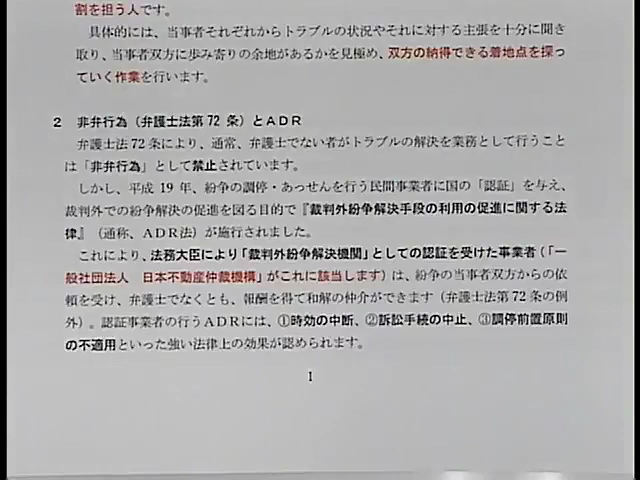 割を担う人です。
具体的には、当事者それぞれからトラブルの状況やそれに対する主張を十分に聞き
取り、当事者双方に歩み寄りの余地があるかを見極め、双方の納得できる着地点を探っ
ていく作業を行います。
2 非弁行為（弁護士法第72条）とＡＤＲ
弁護士法72条により、通常、弁護士でない者がトラブルの解決を業務として行うこと
は「非弁行為」として禁止されています。
しかし、平成 19 年、紛争の調停・あっせんを行う民間事業者に国の「認証」を与え、
裁判外での紛争解決の促進を図る目的で『裁判外紛争解決手段の利用の促進に関する法
律』（通称、ＡＤＲ法）が施行されました。
これにより、法務大臣により「裁判外紛争解決機関」としての認証を受けた事業者（「一
般社団法人 日本不動産仲裁機構」がこれに該当します）は、紛争の当事者双方からの依
頼を受け、弁護士でなくとも、報酬を得て和解の仲介ができます（弁護士法第72条の例
外）。認証事業者の行うＡＤＲには、①時効の中断、②訴訟手続の中止、③調停前置原則
の不適用といった強い法律上の効果が認められます。
1